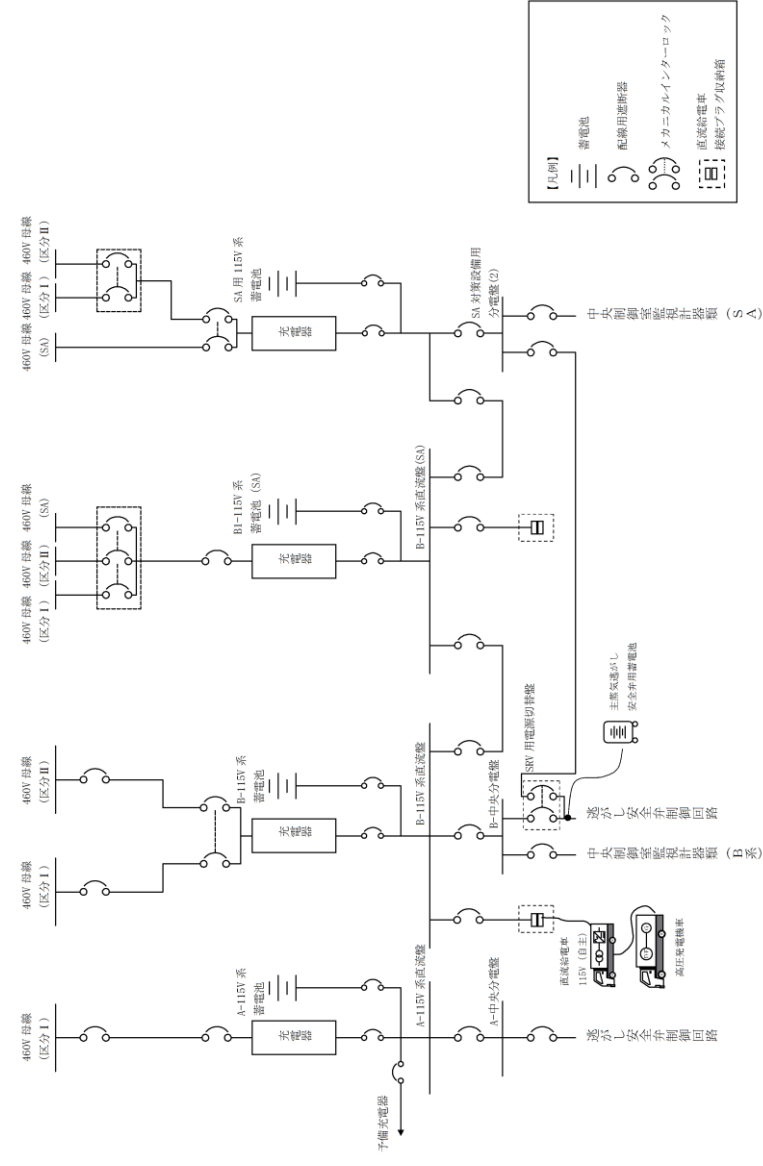 460V 母線
(区分Ⅰ)
460V 母線
(区分Ⅰ)
460V 母線
(区分Ⅱ)
460V 母線
(区分Ⅰ)
460V 母線
(区分Ⅱ)
460V 母線
(SA)
460V 母線
(SA)
460V 母線
(区分Ⅰ)
460V 母線
(区分Ⅱ)
A-115V 系
蓄電池
充電器
B-115V 系
蓄電池
充電器
B1-115V 系
蓄電池 (SA)
充電器
SA 用 115V 系
蓄電池
充電器
予備充電器
A-115V 系直流盤
B-115V 系直流盤
B-115V 系直流盤(SA)
SA 対策設備用
分電盤(2)
A-中央分電盤
B-中央分電盤
SRV 用電源切替盤
逃がし安全弁制御回路
直流給電車
115V (自主)
高圧発電機車
中央制御室監視計器類(B系)
逃がし安全弁制御回路
主蒸気逃がし
安全弁用蓄電池
中央制御室監視計器類(SA)
【凡例】
蓄電池
配線用遮断器
メカニカルインターロック
直流給電車
接続プラグ収納箱